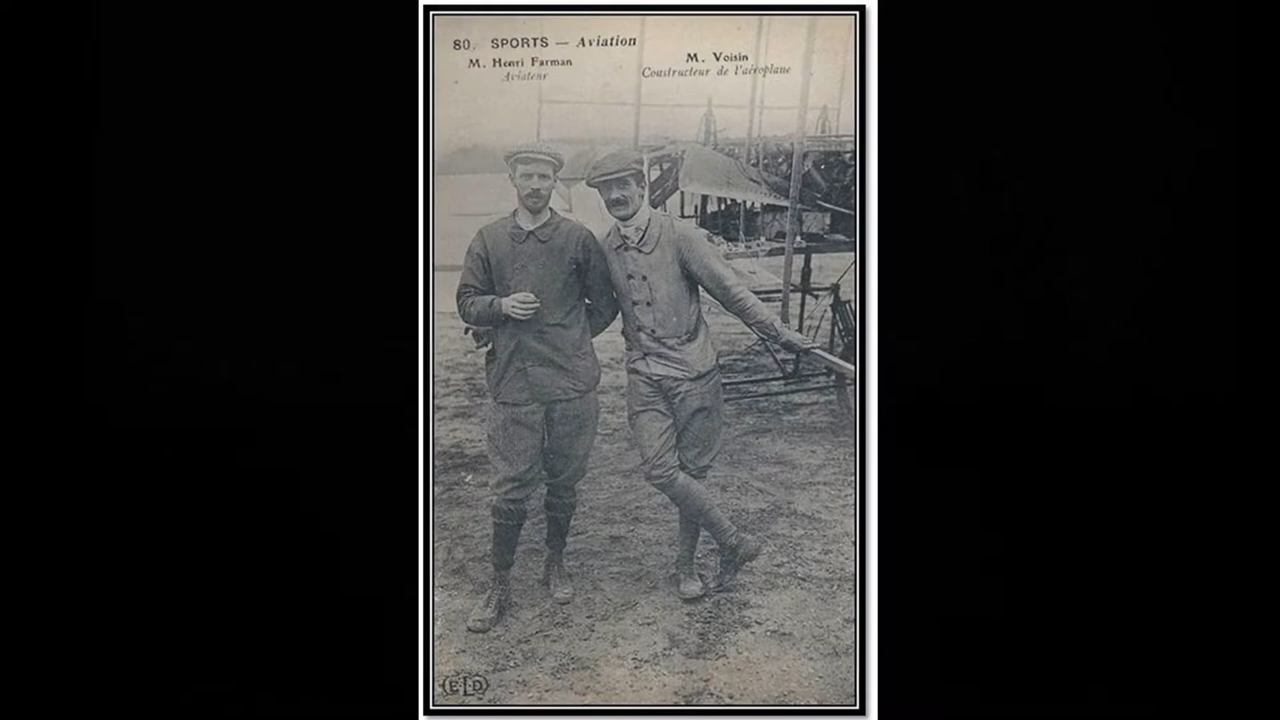 80. SPORTS — Aviation
M. Henri Farman
Aviateur
M. Voisin
Constructeur de l'aéroplane
ELD